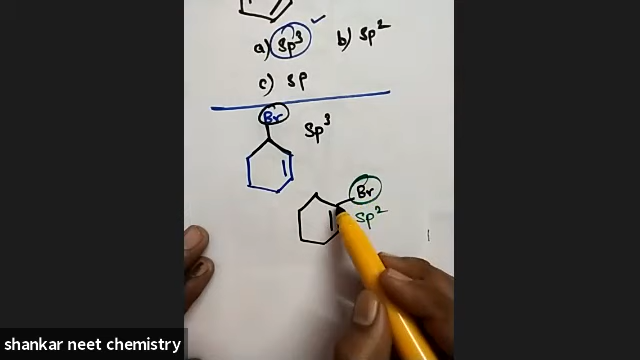 a) Sp³ b) Sp²
c) Sp
Br
Sp³
Br
Sp²
shankar neet chemistry